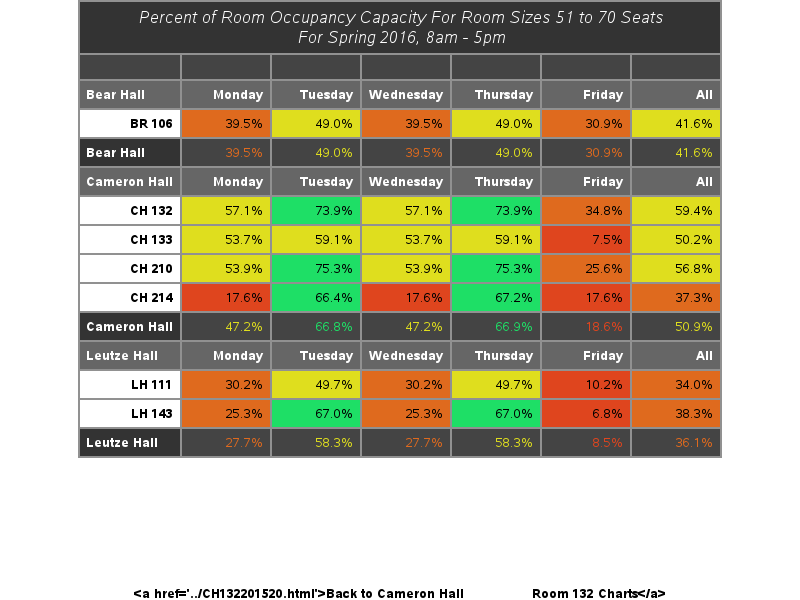 Percent of Room Occupancy Capacity For Room Sizes 51 to 70 Seats
For Spring 2016, 8am - 5pm
Bear Hall Monday Tuesday Wednesday Thursday Friday All
BR 106 39.5% 49.0% 39.5% 49.0% 30.9% 41.6%
Bear Hall 39.5% 49.0% 39.5% 49.0% 30.9% 41.6%
Cameron Hall Monday Tuesday Wednesday Thursday Friday All
CH 132 57.1% 73.9% 57.1% 73.9% 34.8% 59.4%
CH 133 53.7% 59.1% 53.7% 59.1% 7.5% 50.2%
CH 210 53.9% 75.3% 53.9% 75.3% 25.6% 56.8%
CH 214 17.6% 66.4% 17.6% 67.2% 17.6% 37.3%
Cameron Hall 47.2% 66.8% 47.2% 66.9% 18.6% 50.9%
Leutze Hall Monday Tuesday Wednesday Thursday Friday All
LH 111 30.2% 49.7% 30.2% 49.7% 10.2% 34.0%
LH 143 25.3% 67.0% 25.3% 67.0% 6.8% 38.3%
Leutze Hall 27.7% 58.3% 27.7% 58.3% 8.5% 36.1%
<a href='../CH132201520.html'>Back to Cameron Hall Room 132 Charts</a>